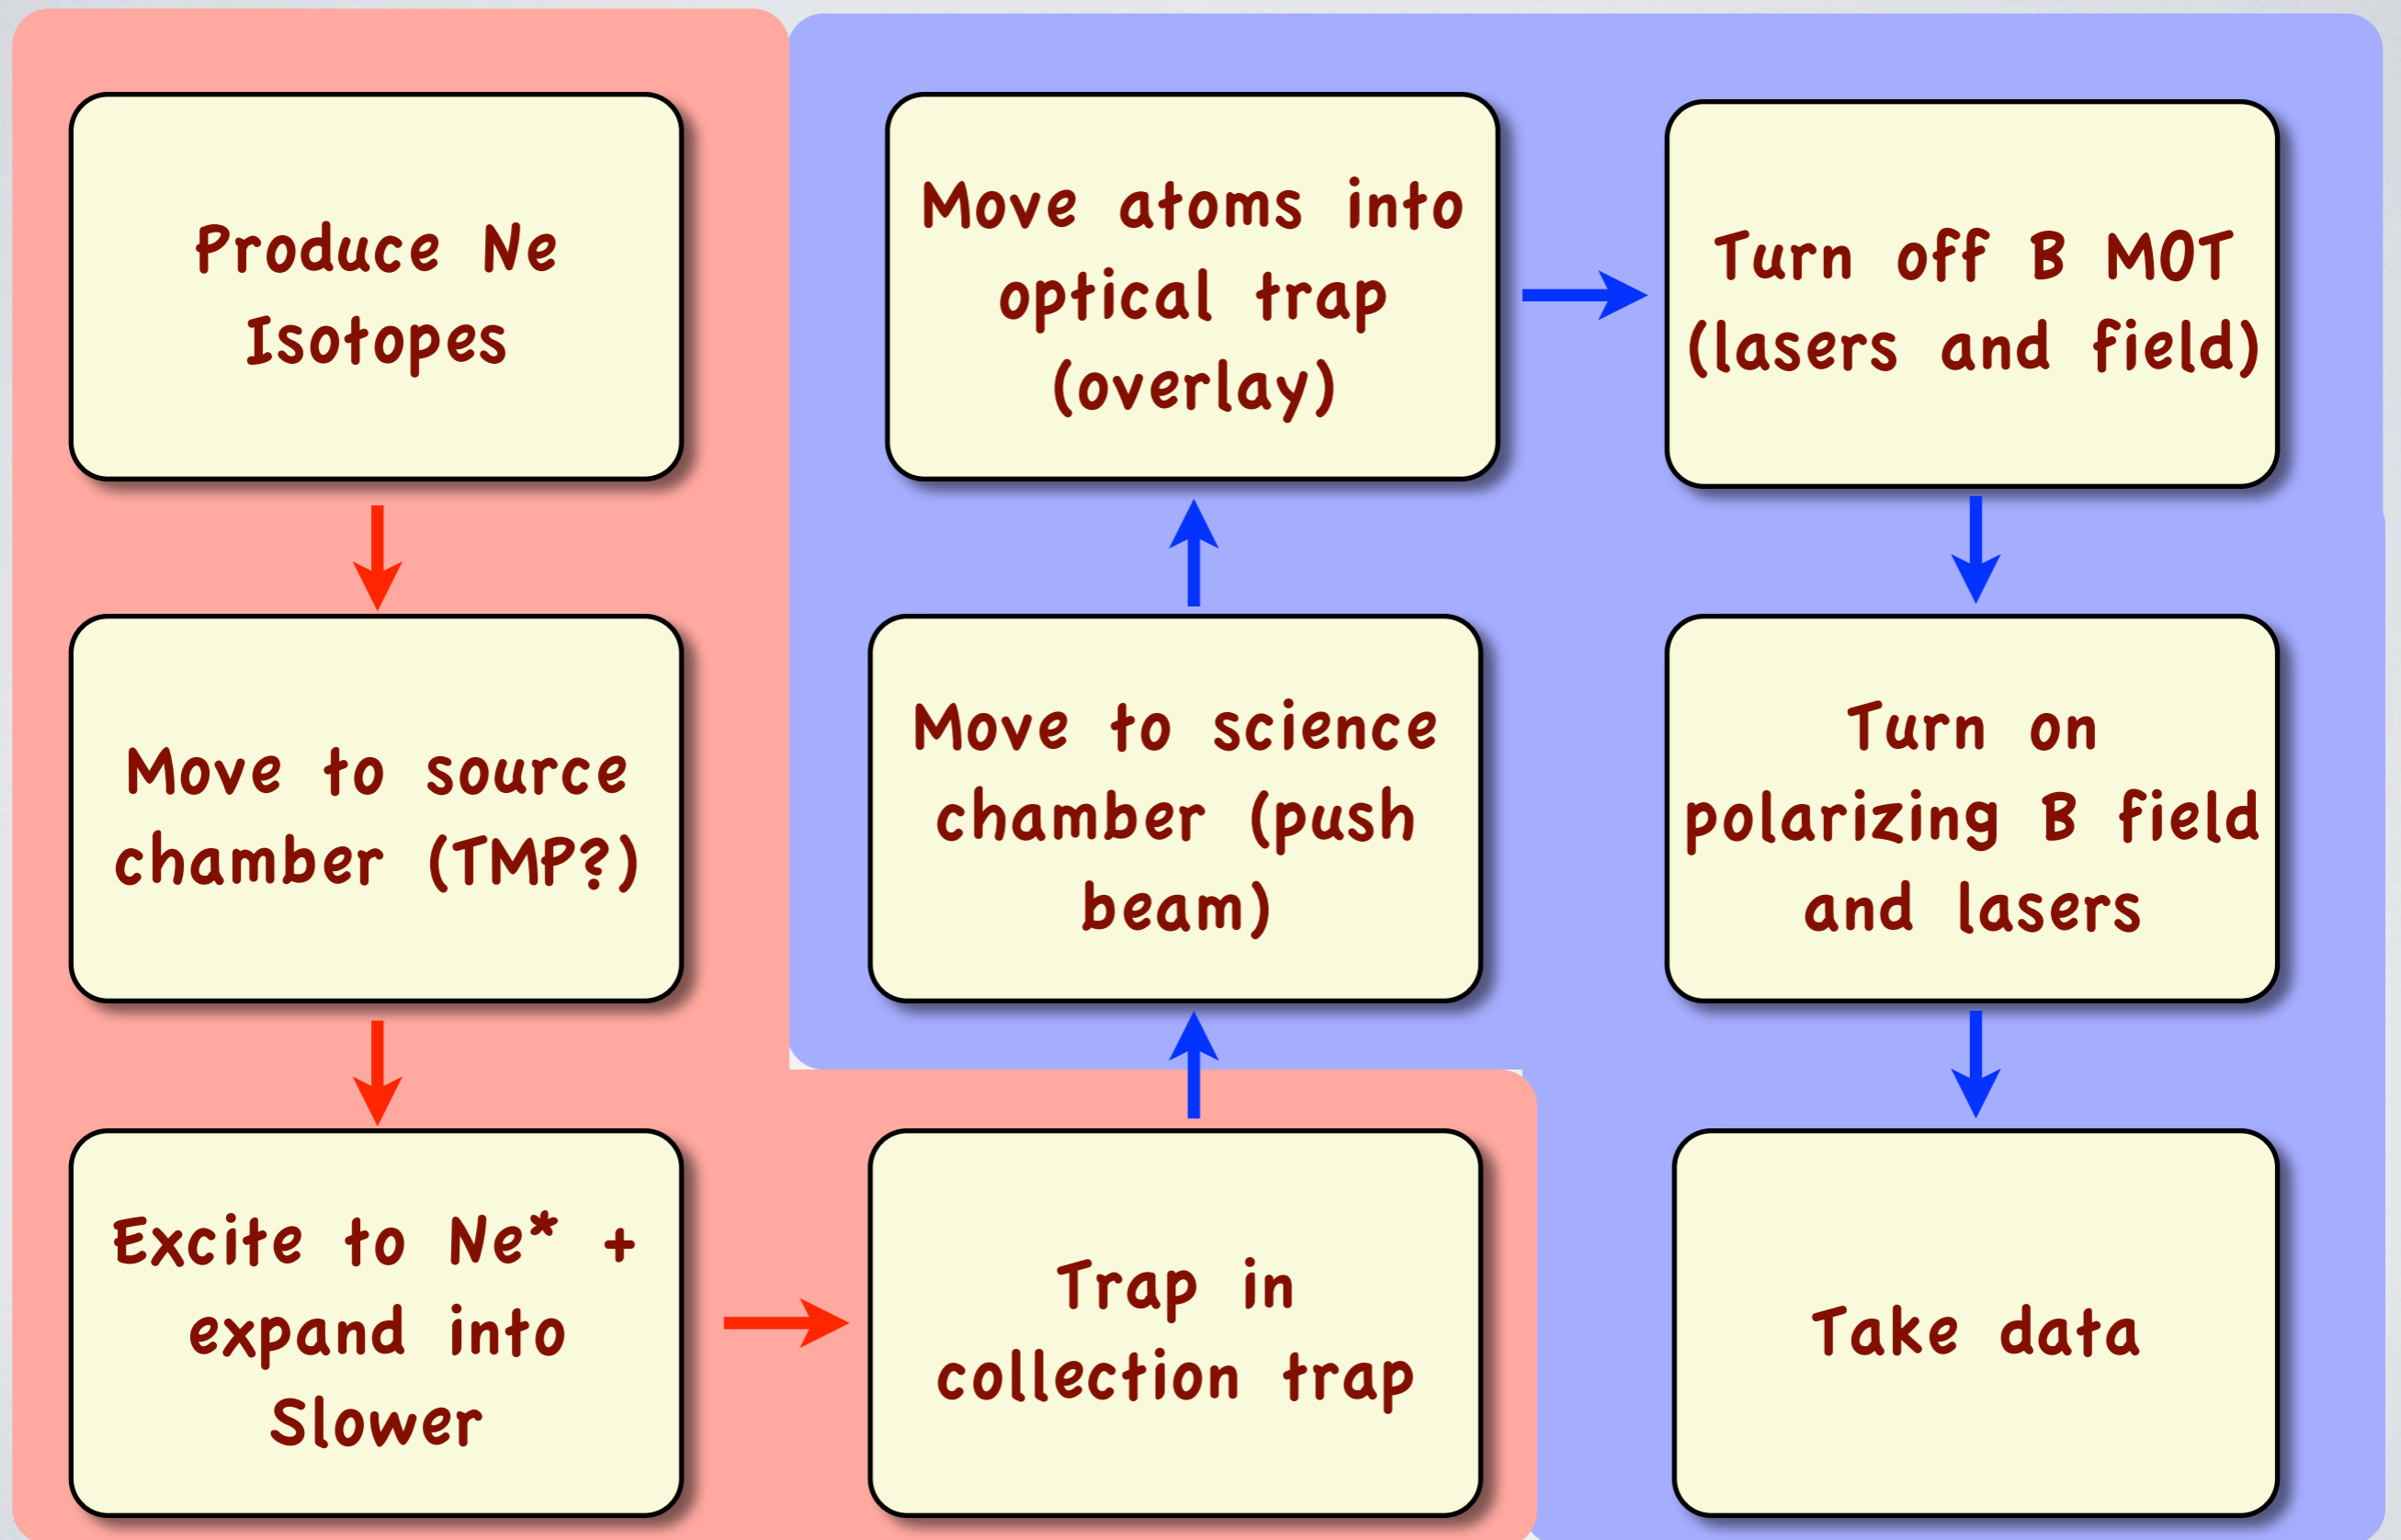 Produce Ne
Isotopes
Move to source
chamber (TMP?)
Excite to Ne* +
expand into
Slower
Trap in
collection trap
Move to science
chamber (push
beam)
Move atoms into
optical trap
(overlay)
Turn off B MOT
(lasers and field)
Turn on
polarizing B field
and lasers
Take data